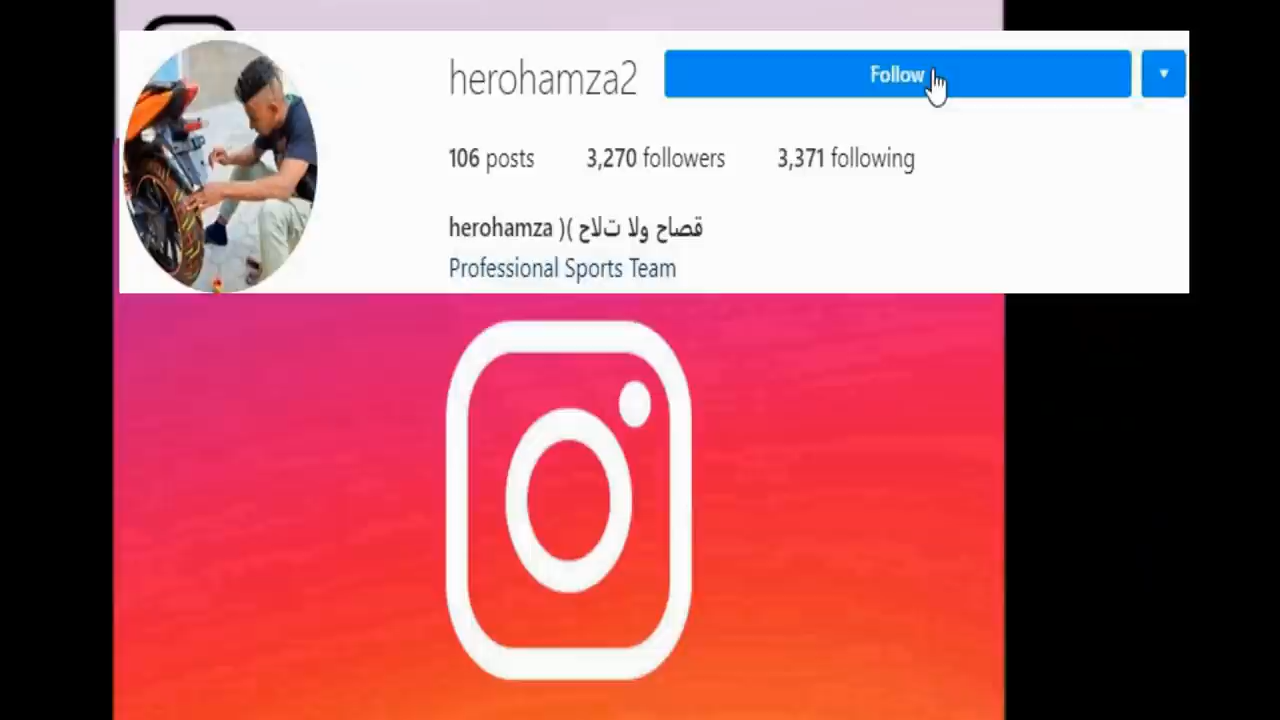 herohamza2 Follow
106 posts 3,270 followers 3,371 following
herohamza )( قصاح ولا تلاح
Professional Sports Team